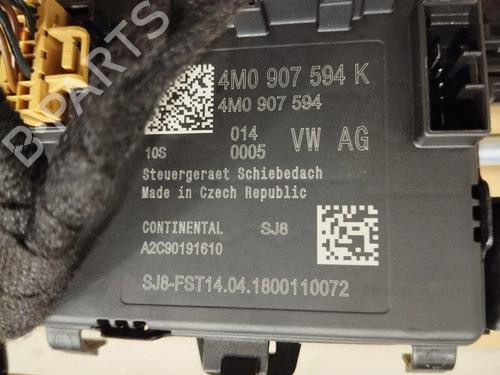 B PARTS
4M0 907 594 K
4M0 907 594
014 VW AG
10S 0005
Steuergeraet Schiebedach
Made in Czech Republic
CONTINENTAL SJ8
A2C90191610
SJ8-FST14.04.1800110072